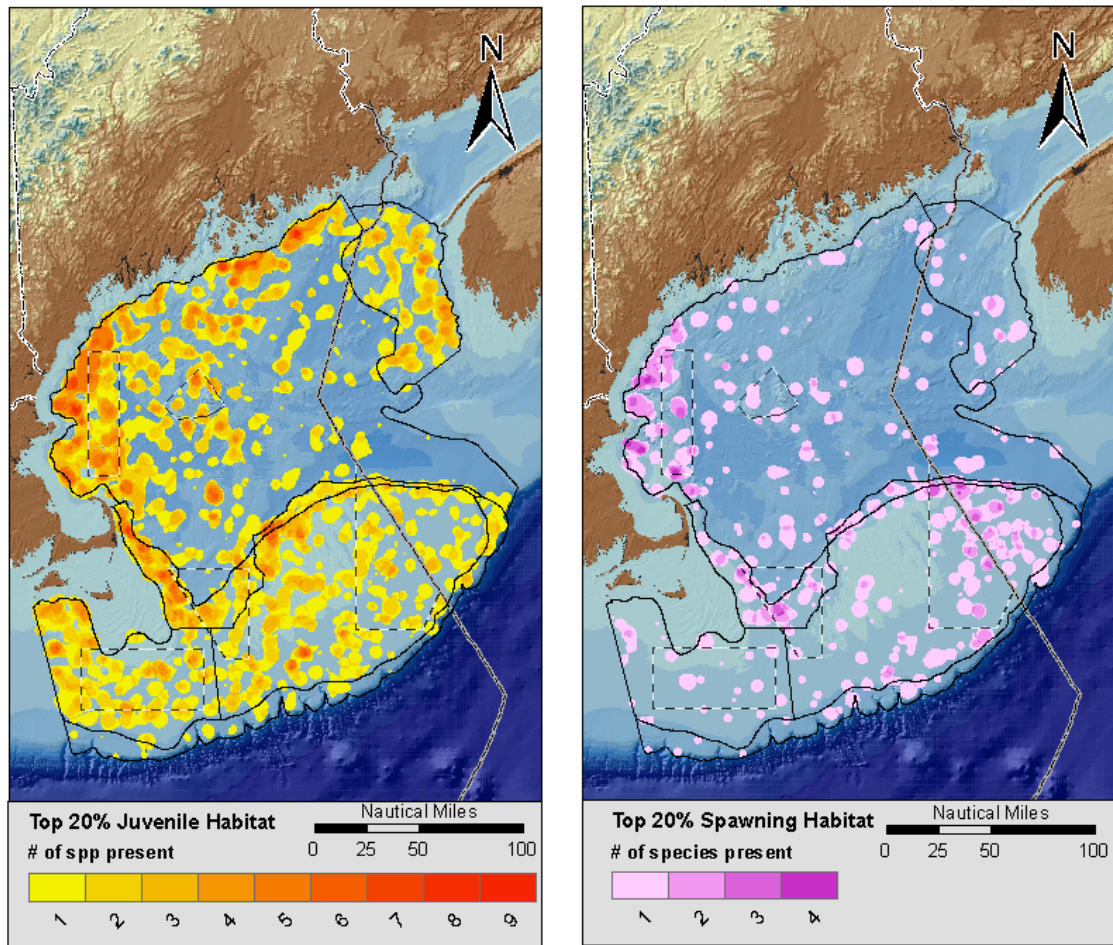 N
Top 20% Juvenile Habitat
Nautical Miles
# of spp present
0 25 50 100
1 2 3 4 5 6 7 8 9
N
Top 20% Spawning Habitat
Nautical Miles
# of species present
0 25 50 100
1 2 3 4